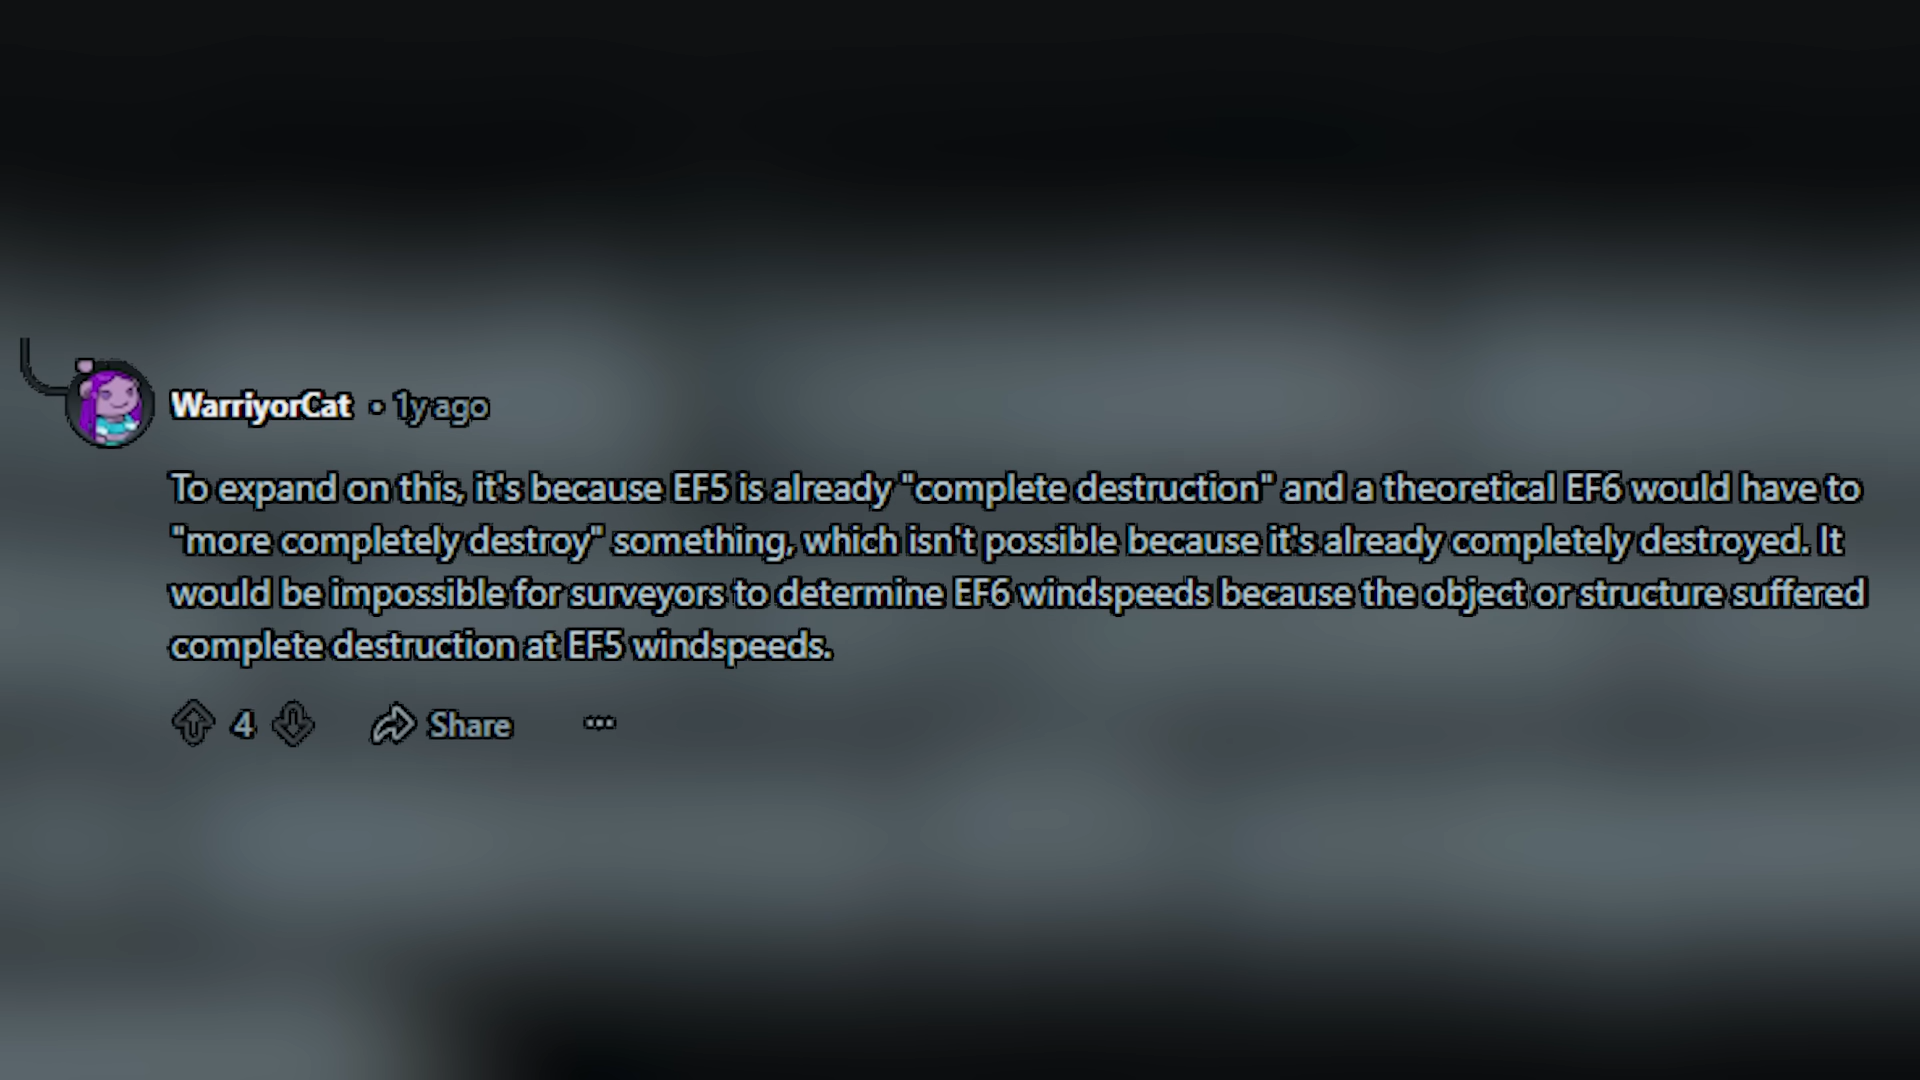 WarriyorCat • 1y ago
To expand on this, it's because EF5 is already "complete destruction" and a theoretical EF6 would have to
"more completely destroy" something, which isn't possible because it's already completely destroyed. It
would be impossible for surveyors to determine EF6 windspeeds because the object or structure suffered
complete destruction at EF5 windspeeds.
4 Share ...